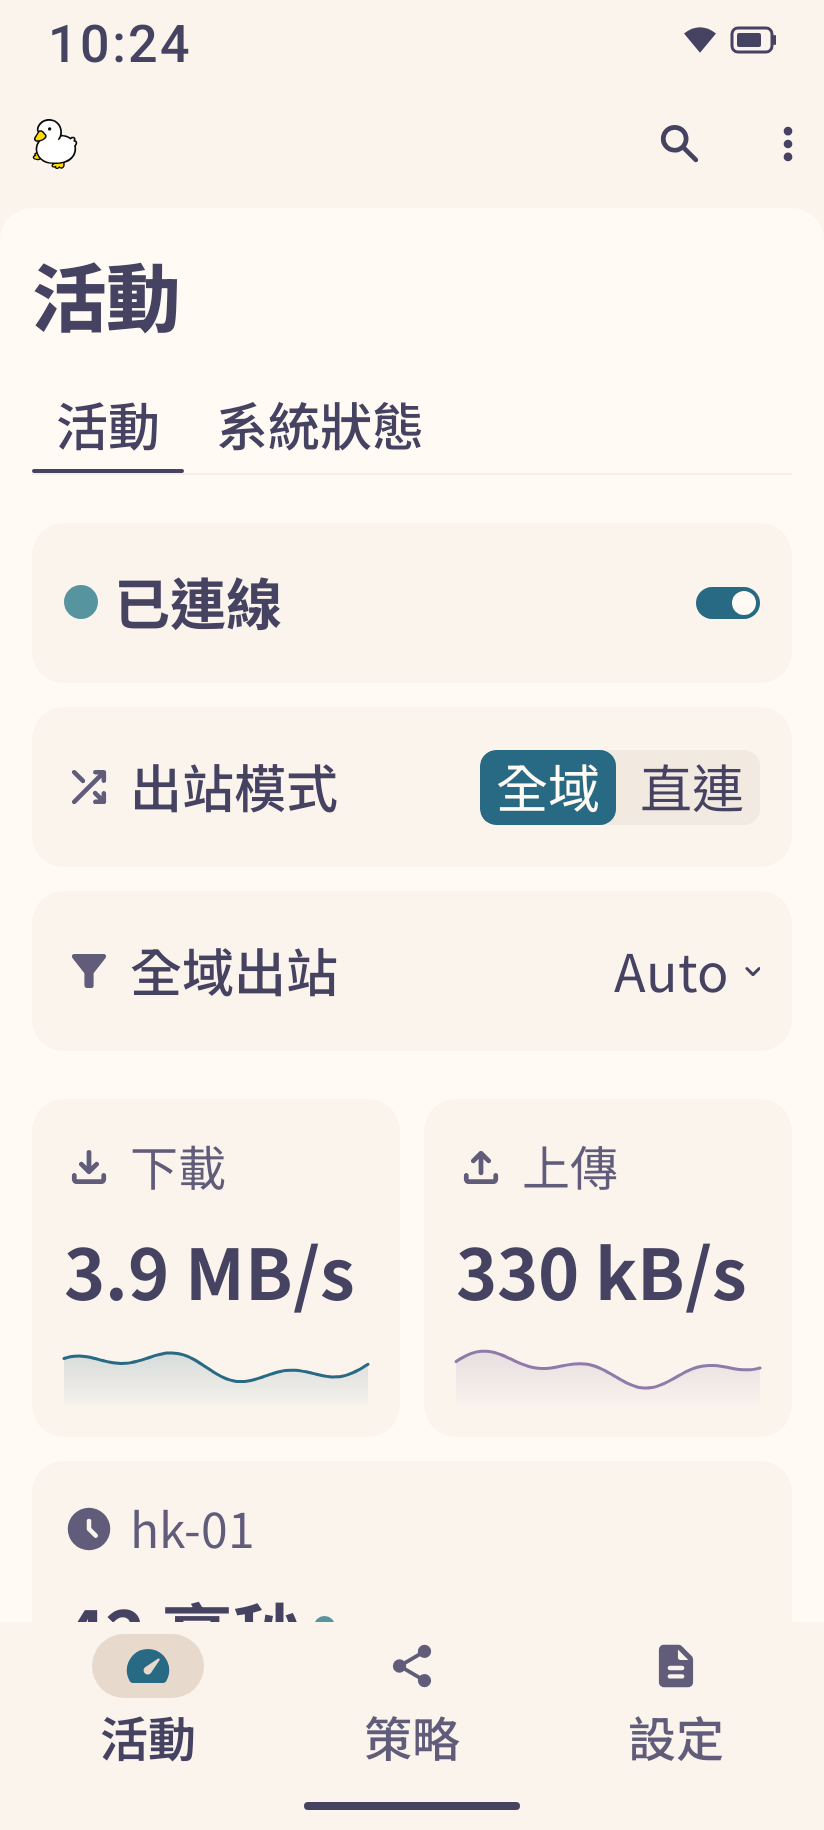 10:24
活動
活動 系統狀態
已連線
出站模式 全域 直連
全域出站 Auto
下載 上傳
3.9 MB/s 330 kB/s
hk-01
活動 策略 設定